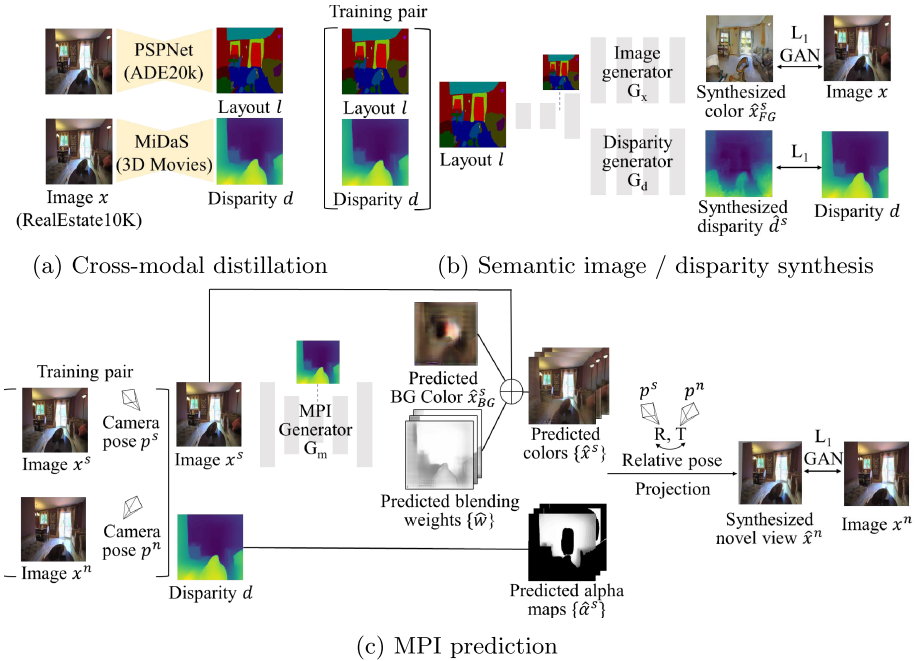 PSPNet
(ADE20k)
Layout l
MiDaS
(3D Movies)
Image x
(RealEstate10K)
Disparity d
Training pair
Layout l
Disparity d
(a) Cross-modal distillation
Layout l
Image
generator
Gₓ
Disparity
generator
G_d
L₁
GAN
Synthesized
color x̂ˢ_FG
Image x
L₁
Synthesized
disparity d̂ˢ
Disparity d
(b) Semantic image / disparity synthesis
Training pair
Camera
pose pˢ
Image xˢ
Camera
pose pⁿ
Image xⁿ
Image xˢ
Disparity d
MPI
Generator
Gₘ
Predicted
BG Color x̂ˢ_BG
Predicted blending
weights {ŵ}
Predicted
colors {x̂ˢ}
Predicted alpha
maps {α̂ˢ}
pˢ pⁿ
R, T
Relative pose
Projection
L₁
GAN
Synthesized
novel view x̂ⁿ
Image xⁿ
(c) MPI prediction